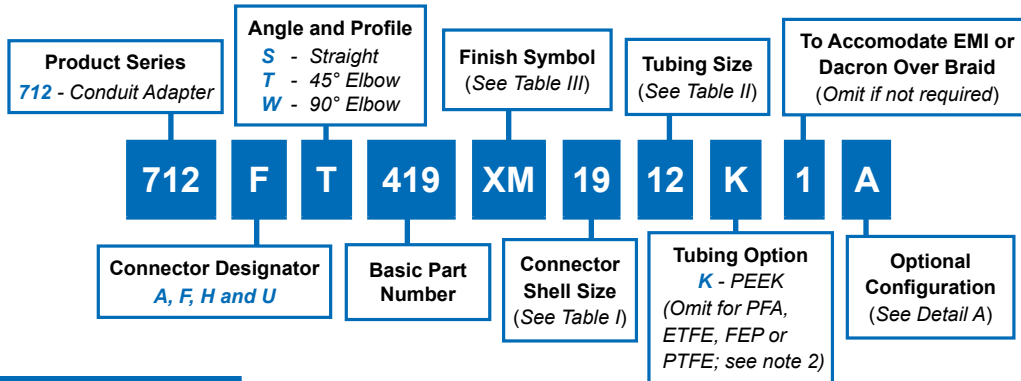 Product Series
712 - Conduit Adapter
Angle and Profile
S - Straight
T - 45° Elbow
W - 90° Elbow
Finish Symbol
(See Table III)
Tubing Size
(See Table II)
To Accomodate EMI or
Dacron Over Braid
(Omit if not required)
712 F T 419 XM 19 12 K 1 A
Connector Designator
A, F, H and U
Basic Part
Number
Connector
Shell Size
(See Table I)
Tubing Option
K - PEEK
(Omit for PFA,
ETFE, FEP or
PTFE; see note 2)
Optional
Configuration
(See Detail A)